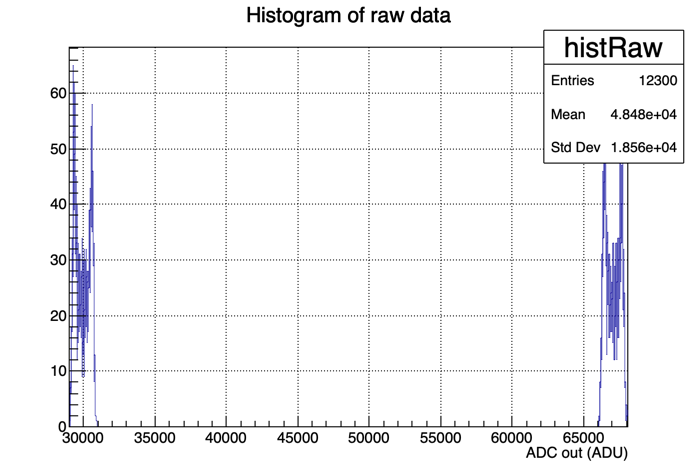 Histogram of raw data
histRaw
Entries 12300
Mean 4.848e+04
Std Dev 1.856e+04
60
50
40
30
20
10
0
30000 35000 40000 45000 50000 55000 60000 65000
ADC out (ADU)